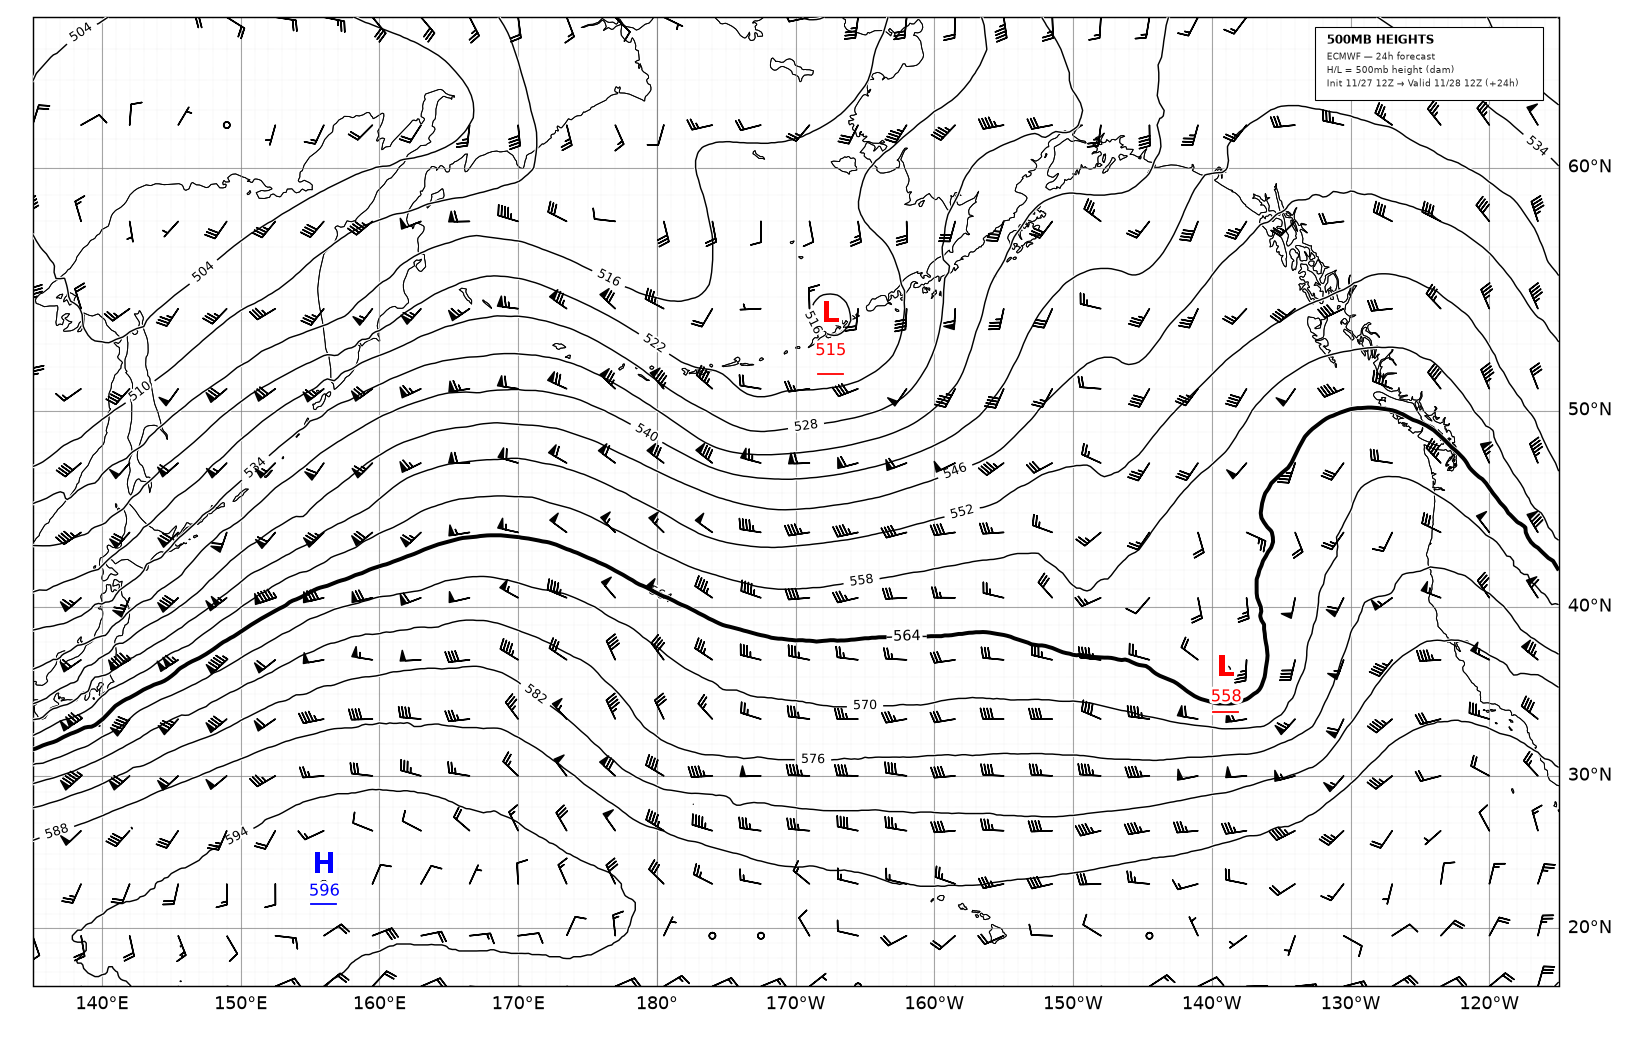 500MB HEIGHTS
ECMWF — 24h forecast
H/L = 500mb height (dam)
Init 11/27 12Z → Valid 11/28 12Z (+24h)
504
534
60°N
504
516
516
L
515
522
510
50°N
528
540
534
546
552
558
564
40°N
564
L
558
582
570
576
30°N
588
594
H
596
20°N
140°E
150°E
160°E
170°E
180°
170°W
160°W
150°W
140°W
130°W
120°W